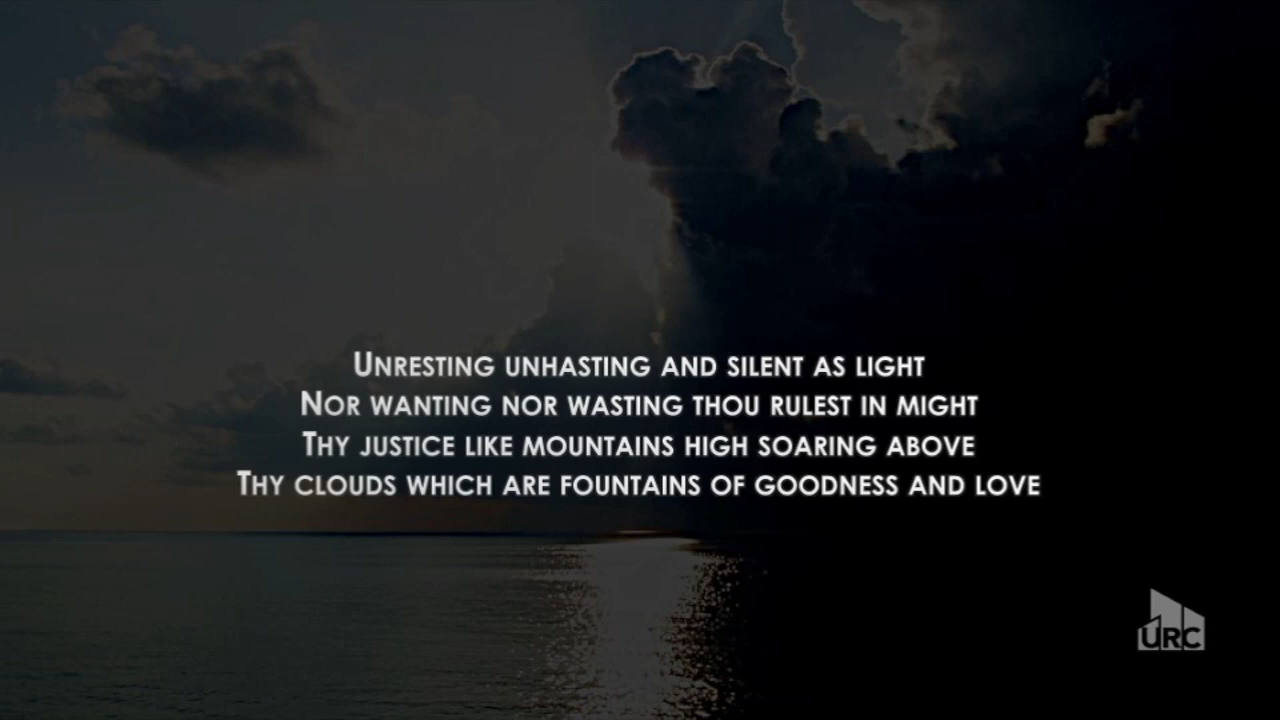 Unresting unhasting and silent as light
Nor wanting nor wasting thou rulest in might
Thy justice like mountains high soaring above
Thy clouds which are fountains of goodness and love
URC